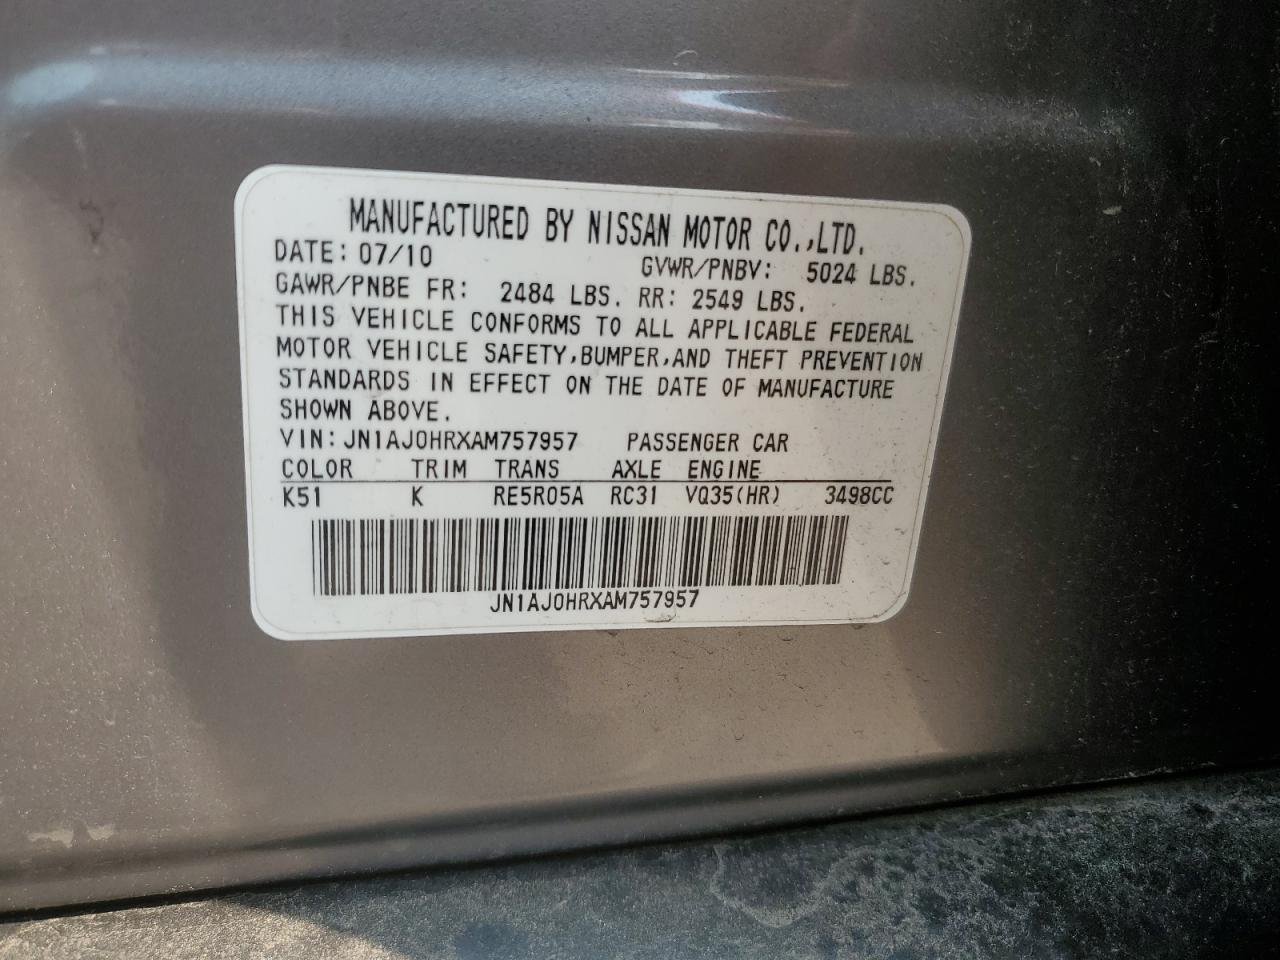 MANUFACTURED BY NISSAN MOTOR CO.,LTD.
DATE: 07/10 GVWR/PNBV: 5024 LBS.
GAWR/PNBE FR: 2484 LBS. RR: 2549 LBS.
THIS VEHICLE CONFORMS TO ALL APPLICABLE FEDERAL
MOTOR VEHICLE SAFETY,BUMPER,AND THEFT PREVENTION
STANDARDS IN EFFECT ON THE DATE OF MANUFACTURE
SHOWN ABOVE.
VIN: JN1AJ0HRXAM757957 PASSENGER CAR
COLOR TRIM TRANS AXLE ENGINE
K51 K RE5R05A RC31 VQ35(HR) 3498CC
JN1AJ0HRXAM757957